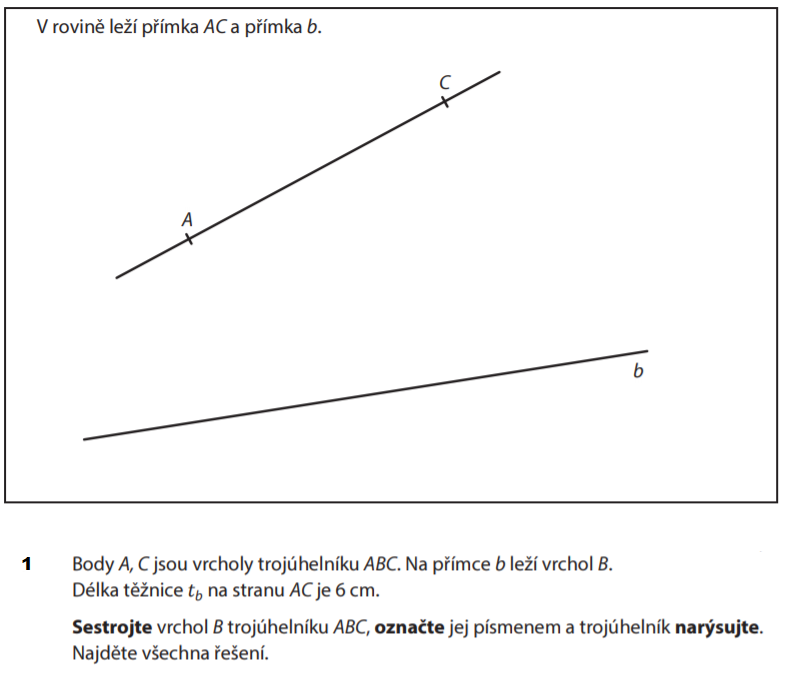 V rovině leží přímka AC a přímka b.
C
A
b
1 Body A, C jsou vrcholy trojúhelníku ABC. Na přímce b leží vrchol B.
Délka těžnice t_b na stranu AC je 6 cm.
Sestrojte vrchol B trojúhelníku ABC, označte jej písmenem a trojúhelník narýsujte.
Najděte všechna řešení.